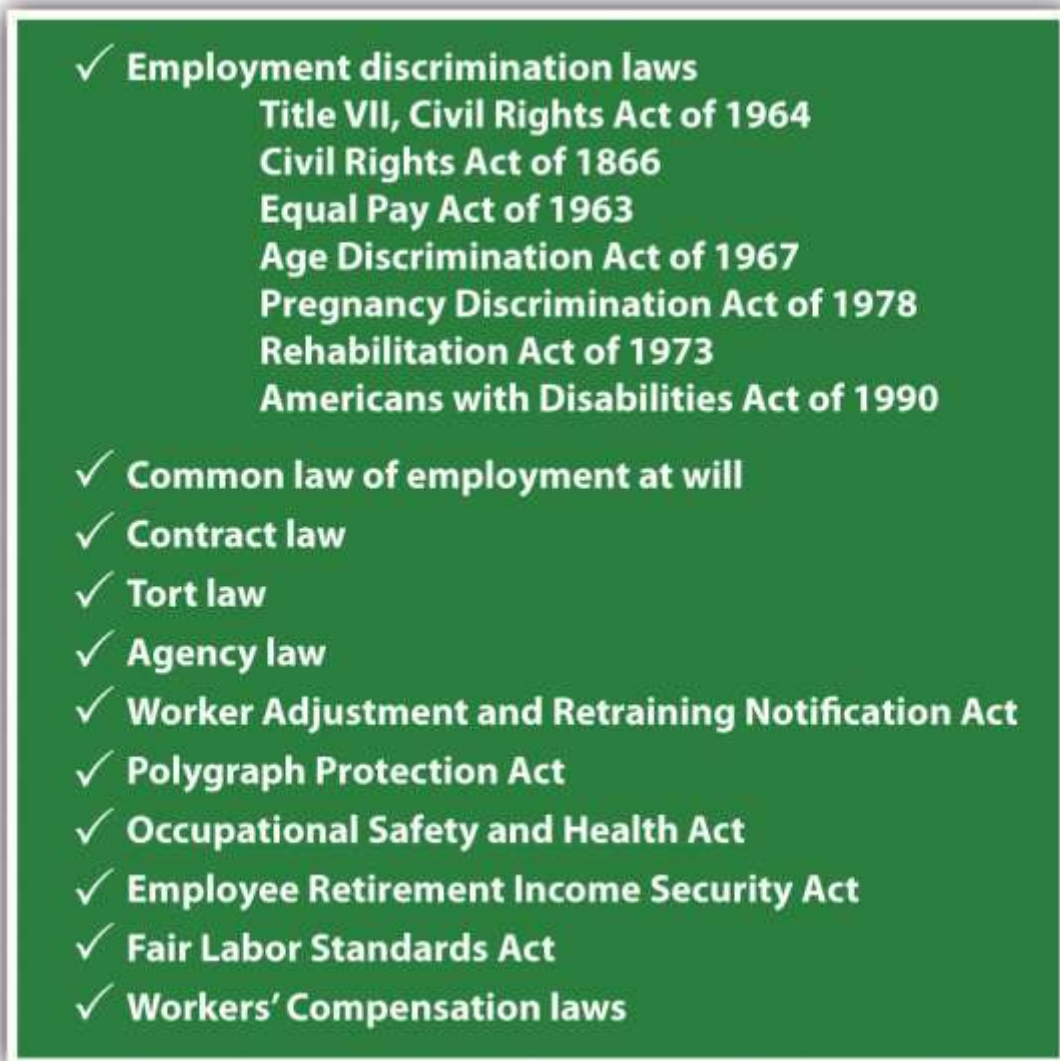 ✓ Employment discrimination laws
Title VII, Civil Rights Act of 1964
Civil Rights Act of 1866
Equal Pay Act of 1963
Age Discrimination Act of 1967
Pregnancy Discrimination Act of 1978
Rehabilitation Act of 1973
Americans with Disabilities Act of 1990
✓ Common law of employment at will
✓ Contract law
✓ Tort law
✓ Agency law
✓ Worker Adjustment and Retraining Notification Act
✓ Polygraph Protection Act
✓ Occupational Safety and Health Act
✓ Employee Retirement Income Security Act
✓ Fair Labor Standards Act
✓ Workers’ Compensation laws